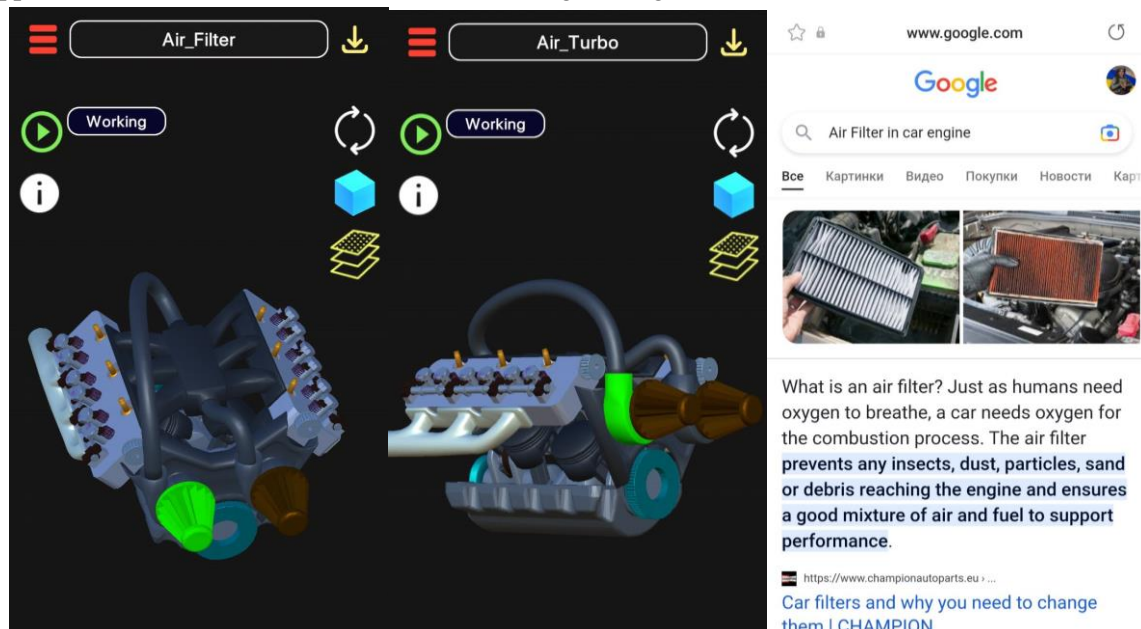 Air_Filter
Working
i
Air_Turbo
Working
i
www.google.com
Google
Air Filter in car engine
Все Картинки Видео Покупки Новости
What is an air filter? Just as humans need
oxygen to breathe, a car needs oxygen for
the combustion process. The air filter
prevents any insects, dust, particles, sand
or debris reaching the engine and ensures
a good mixture of air and fuel to support
performance.
https://www.championautoparts.eu › ...
Car filters and why you need to change
them | CHAMPION